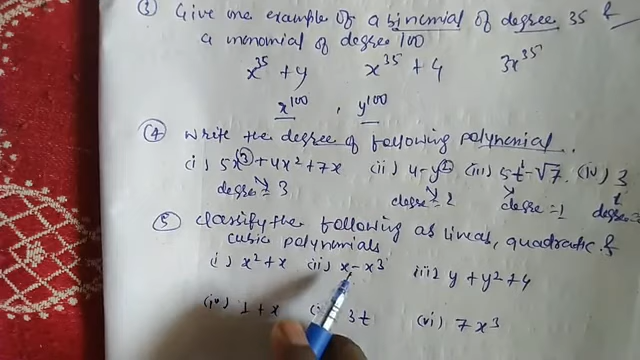 (3) Give one example of a binomial of degree 35 &
a monomial of degree 100
x³⁵ + y x³⁵ + 4 3x³⁵
x¹⁰⁰ , y¹⁰⁰
(4) Write the degree of following polynomial.
(i) 5x³ + 4x² + 7x (ii) 4 - y² (iii) 5t - √7. (iv) 3
degree = 3 degree = 2 degree = 1 degree =
(5) Classify the following as linear, quadratic &
cubic polynomials
(i) x² + x (ii) x - x³ (iii) y + y² + 4
(iv) 1 + x 3t (vi) 7x³